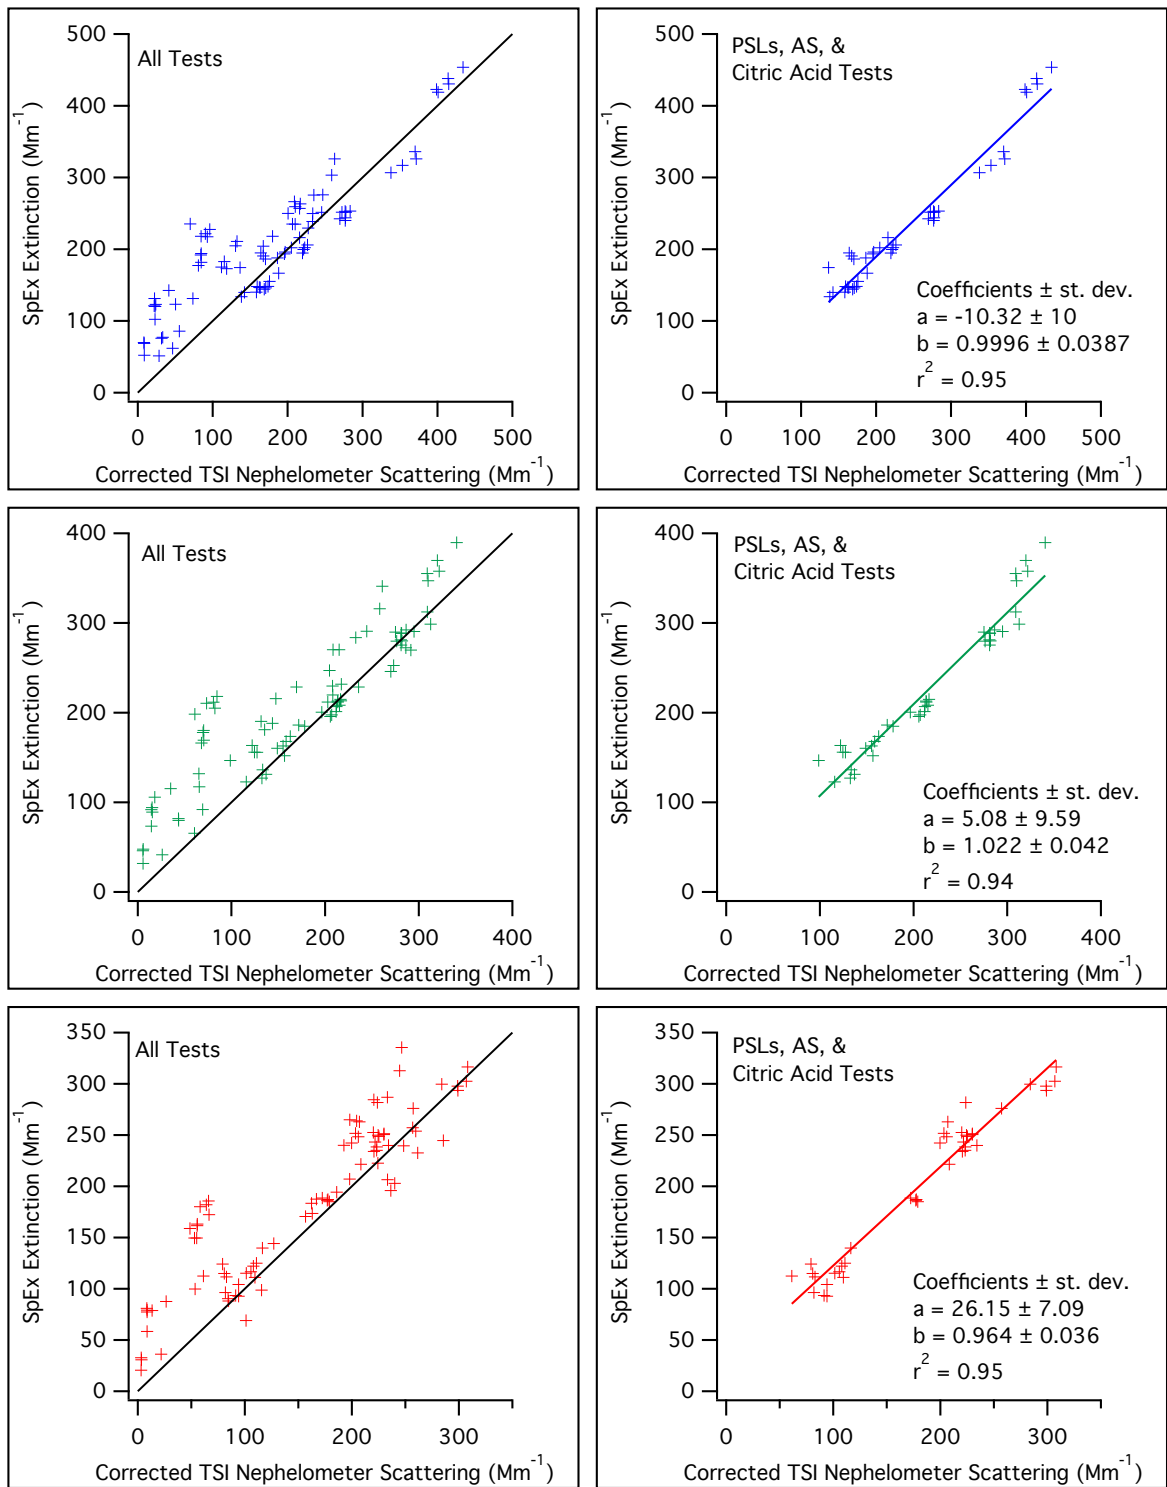 All Tests
SpEx Extinction (Mm⁻¹)
500
400
300
200
100
0
0 100 200 300 400 500
Corrected TSI Nephelometer Scattering (Mm⁻¹)
PSLs, AS, &
Citric Acid Tests
SpEx Extinction (Mm⁻¹)
500
400
300
200
100
0
Coefficients ± st. dev.
a = -10.32 ± 10
b = 0.9996 ± 0.0387
r² = 0.95
0 100 200 300 400 500
Corrected TSI Nephelometer Scattering (Mm⁻¹)
All Tests
SpEx Extinction (Mm⁻¹)
400
300
200
100
0
0 100 200 300 400
Corrected TSI Nephelometer Scattering (Mm⁻¹)
PSLs, AS, &
Citric Acid Tests
SpEx Extinction (Mm⁻¹)
400
300
200
100
0
Coefficients ± st. dev.
a = 5.08 ± 9.59
b = 1.022 ± 0.042
r² = 0.94
0 100 200 300 400
Corrected TSI Nephelometer Scattering (Mm⁻¹)
All Tests
SpEx Extinction (Mm⁻¹)
350
300
250
200
150
100
50
0
0 100 200 300
Corrected TSI Nephelometer Scattering (Mm⁻¹)
PSLs, AS, &
Citric Acid Tests
SpEx Extinction (Mm⁻¹)
350
300
250
200
150
100
50
0
Coefficients ± st. dev.
a = 26.15 ± 7.09
b = 0.964 ± 0.036
r² = 0.95
0 100 200 300
Corrected TSI Nephelometer Scattering (Mm⁻¹)